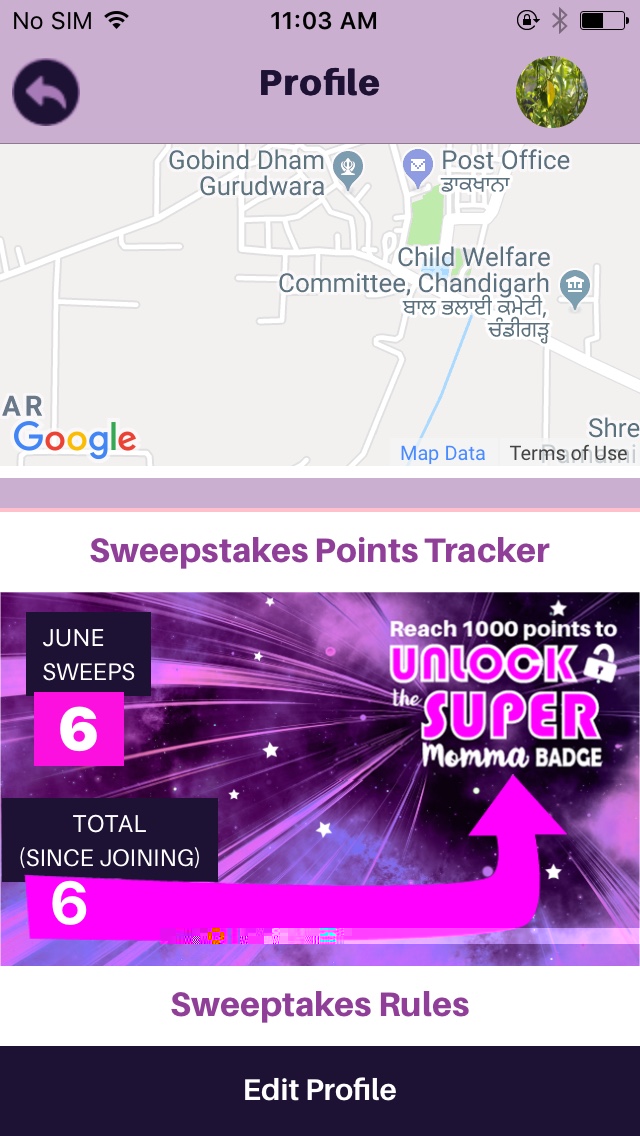 No SIM 11:03 AM
Profile
Gobind Dham
Gurudwara
Post Office
ਡਾਕਖਾਨਾ
Child Welfare
Committee, Chandigarh
ਬਾਲ ਭਲਾਈ ਕਮੇਟੀ,
ਚੰਡੀਗੜ੍ਹ
AR
Google
Shre
Map Data
Terms of Use
Sweepstakes Points Tracker
JUNE
SWEEPS
6
Reach 1000 points to
UNLOCK
the SUPER
Momma BADGE
TOTAL
(SINCE JOINING)
6
Sweeptakes Rules
Edit Profile